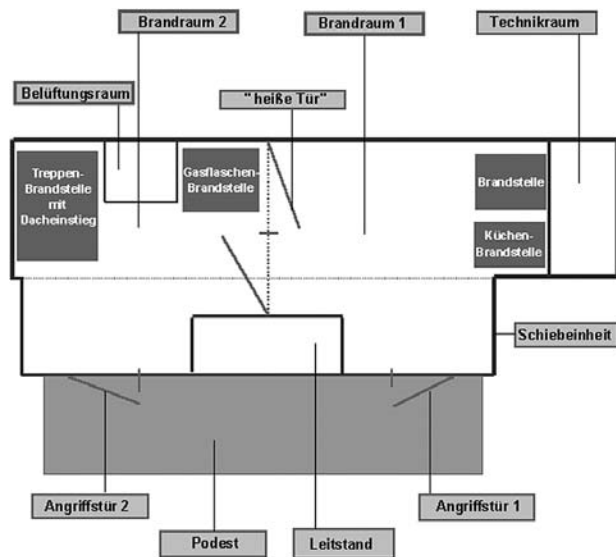 Brandraum 2
Brandraum 1
Technikraum
Belüftungsraum
"heiße Tür"
Treppen-
Brandstelle
mit
Dacheinstieg
Gasflaschen-
Brandstelle
Brandstelle
Küchen-
Brandstelle
Schiebeinheit
Angriffstür 2
Angriffstür 1
Podest
Leitstand